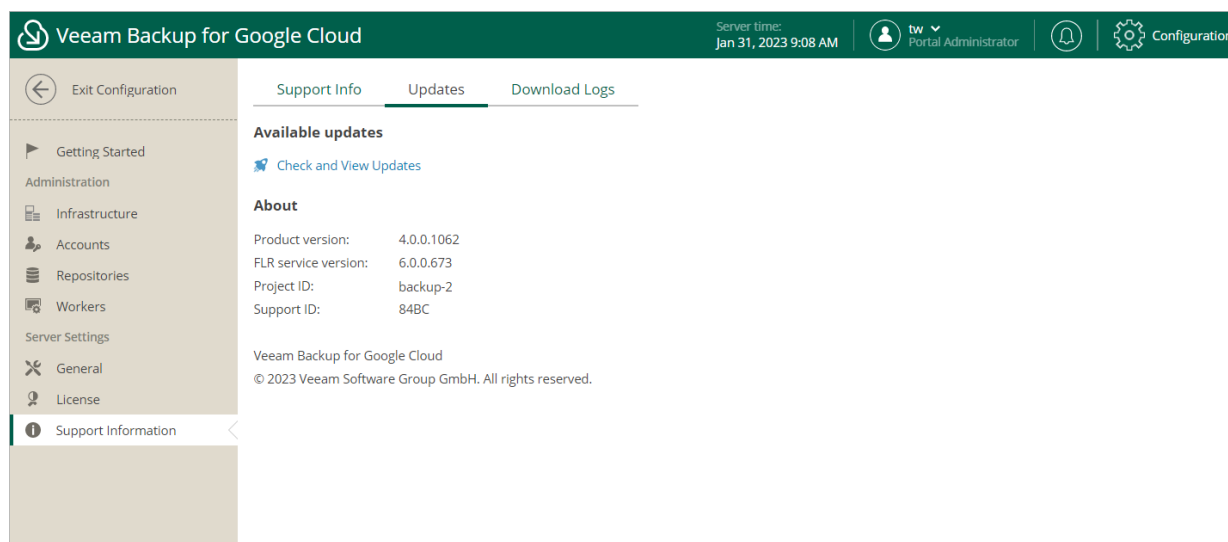 Veeam Backup for Google Cloud
Server time:
Jan 31, 2023 9:08 AM
tw
Portal Administrator
Configuration
Exit Configuration
Getting Started
Administration
Infrastructure
Accounts
Repositories
Workers
Server Settings
General
License
Support Information
Support Info Updates Download Logs
Available updates
Check and View Updates
About
Product version: 4.0.0.1062
FLR service version: 6.0.0.673
Project ID: backup-2
Support ID: 84BC
Veeam Backup for Google Cloud
© 2023 Veeam Software Group GmbH. All rights reserved.